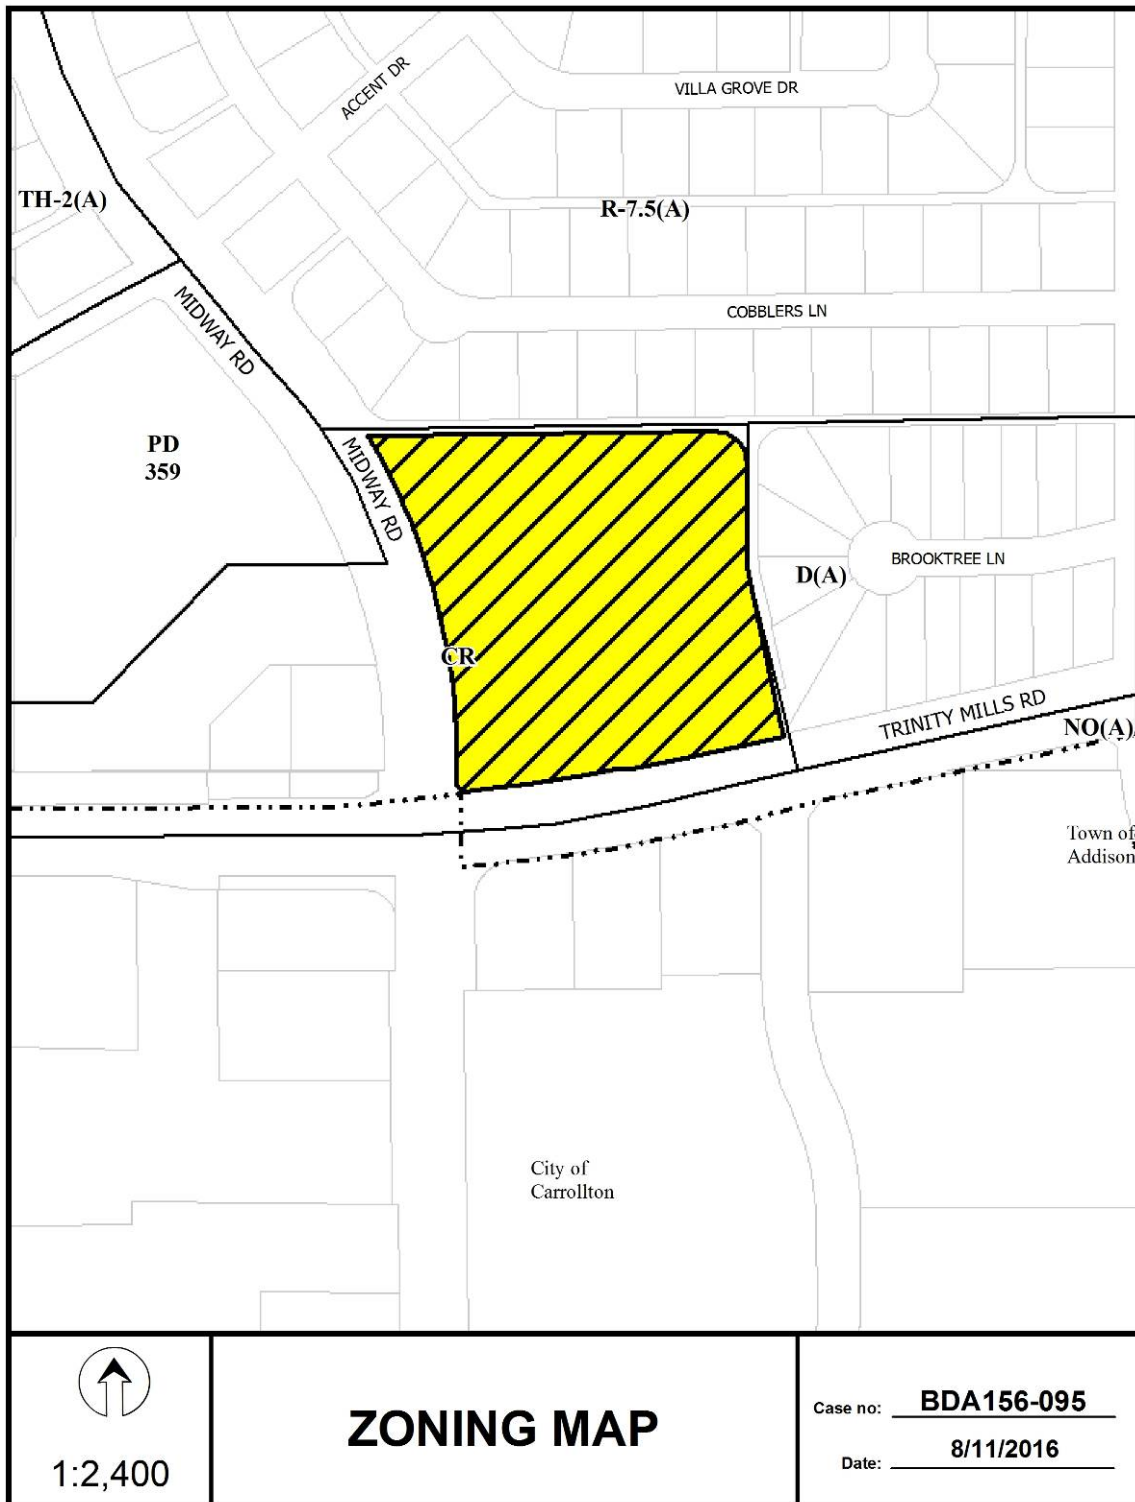 ACCENT DR
VILLA GROVE DR
TH-2(A)
R-7.5(A)
MIDWAY RD
COBBLERS LN
PD
359
MIDWAY RD
BROOKTREE LN
D(A)
CR
TRINITY MILLS RD
NO(A)
Town of
Addison
City of
Carrollton
1:2,400
ZONING MAP
Case no: BDA156-095
Date: 8/11/2016